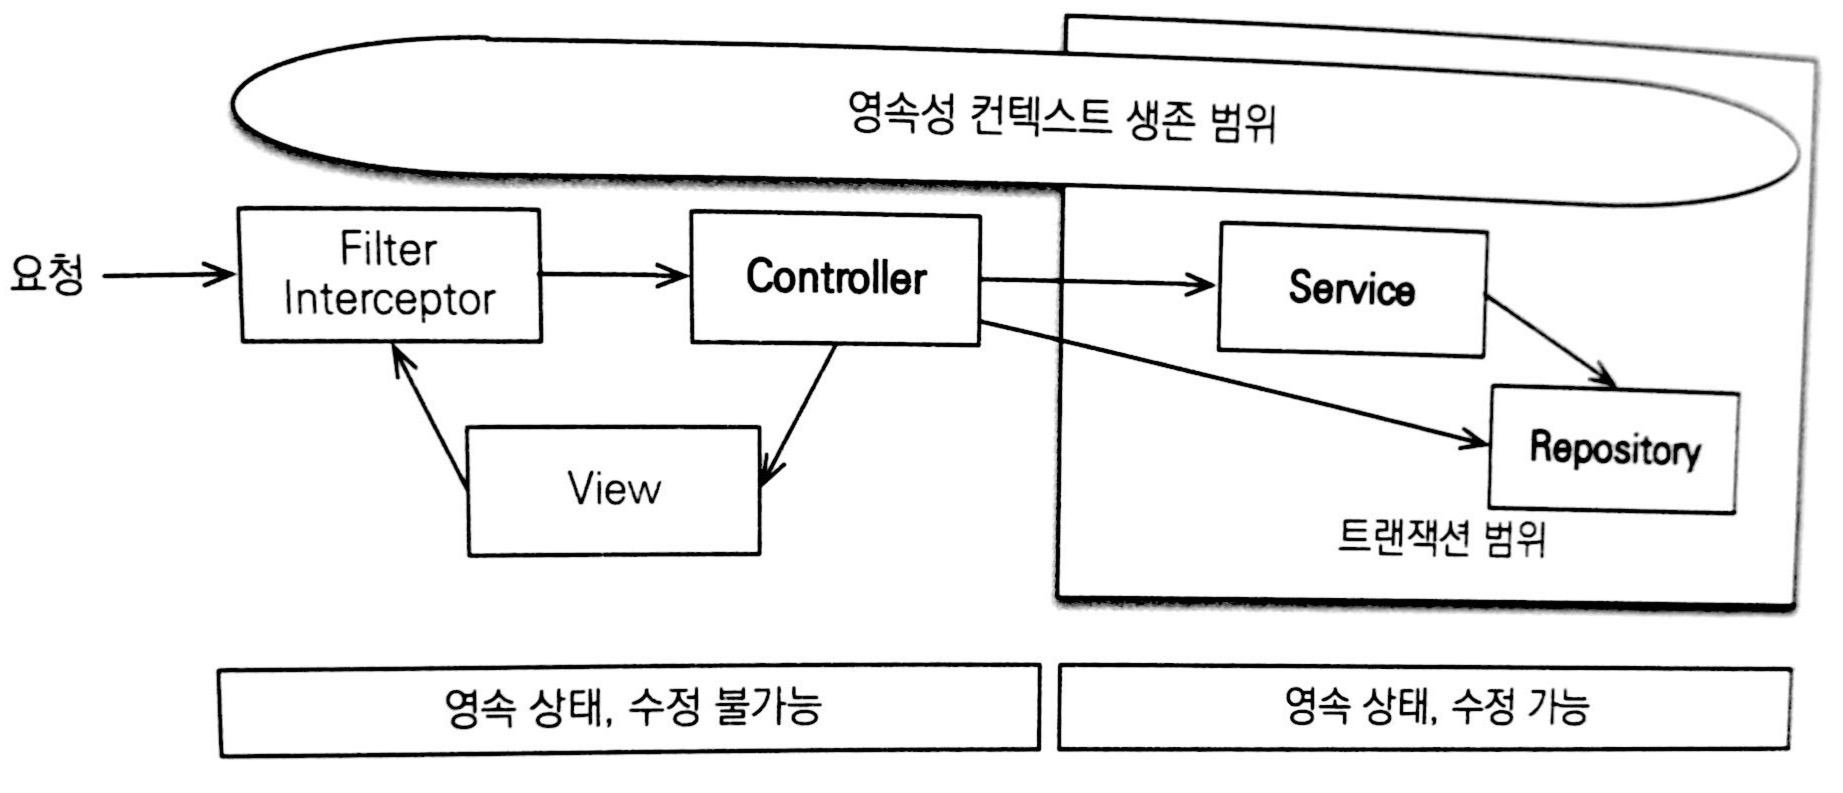 영속성 컨텍스트 생존 범위
요청
Filter
Interceptor
Controller
Service
View
Repository
트랜잭션 범위
영속 상태, 수정 불가능
영속 상태, 수정 가능